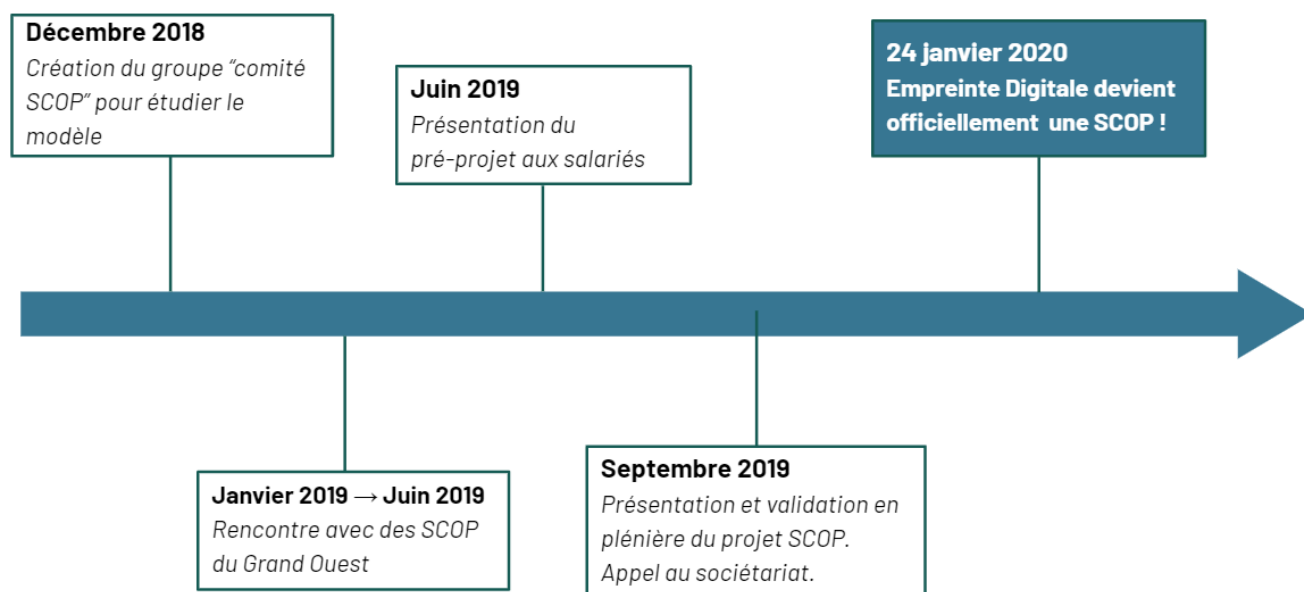 Décembre 2018
Création du groupe “comité
SCOP” pour étudier le
modèle
Janvier 2019 → Juin 2019
Rencontre avec des SCOP
du Grand Ouest
Juin 2019
Présentation du
pré-projet aux salariés
Septembre 2019
Présentation et validation en
plénière du projet SCOP.
Appel au sociétariat.
24 janvier 2020
Empreinte Digitale devient
officiellement une SCOP !